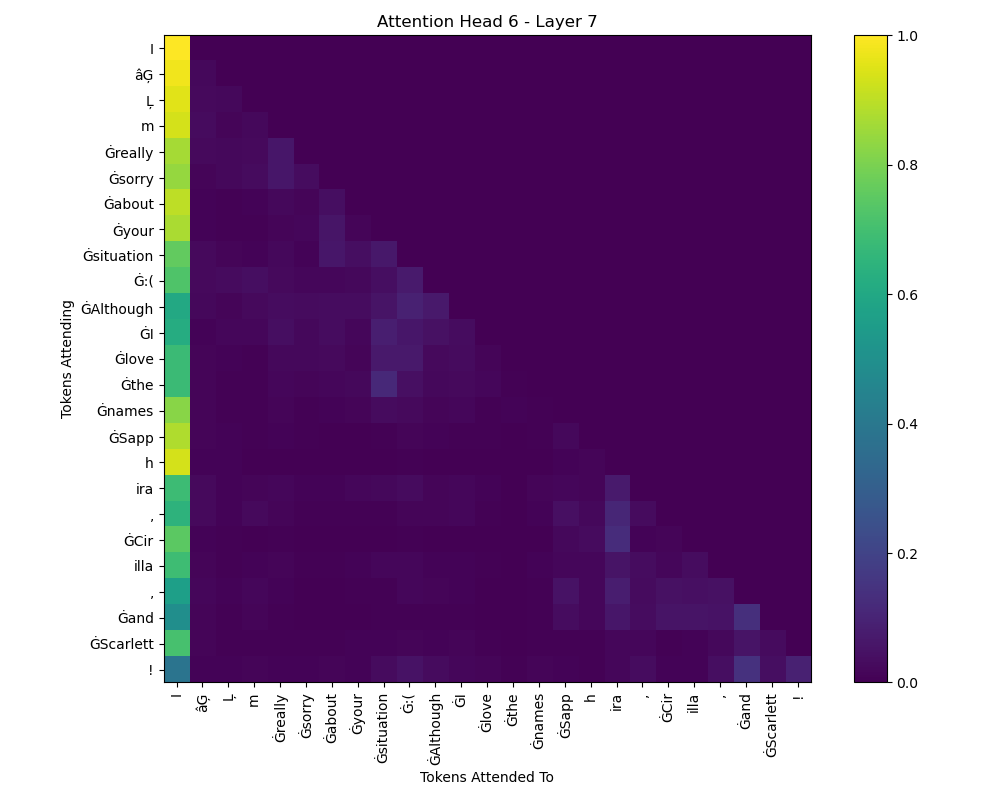 Attention Head 6 - Layer 7
Tokens Attending
I
âĢ
Ļ
m
Ġreally
Ġsorry
Ġabout
Ġyour
Ġsituation
Ġ:(
ĠAlthough
ĠI
Ġlove
Ġthe
Ġnames
ĠSapp
h
ira
,
ĠCir
illa
,
Ġand
ĠScarlett
!
I
âĢ
Ļ
m
Ġreally
Ġsorry
Ġabout
Ġyour
Ġsituation
Ġ:(
ĠAlthough
ĠI
Ġlove
Ġthe
Ġnames
ĠSapp
h
ira
,
ĠCir
illa
,
Ġand
ĠScarlett
!
Tokens Attended To
1.0
0.8
0.6
0.4
0.2
0.0